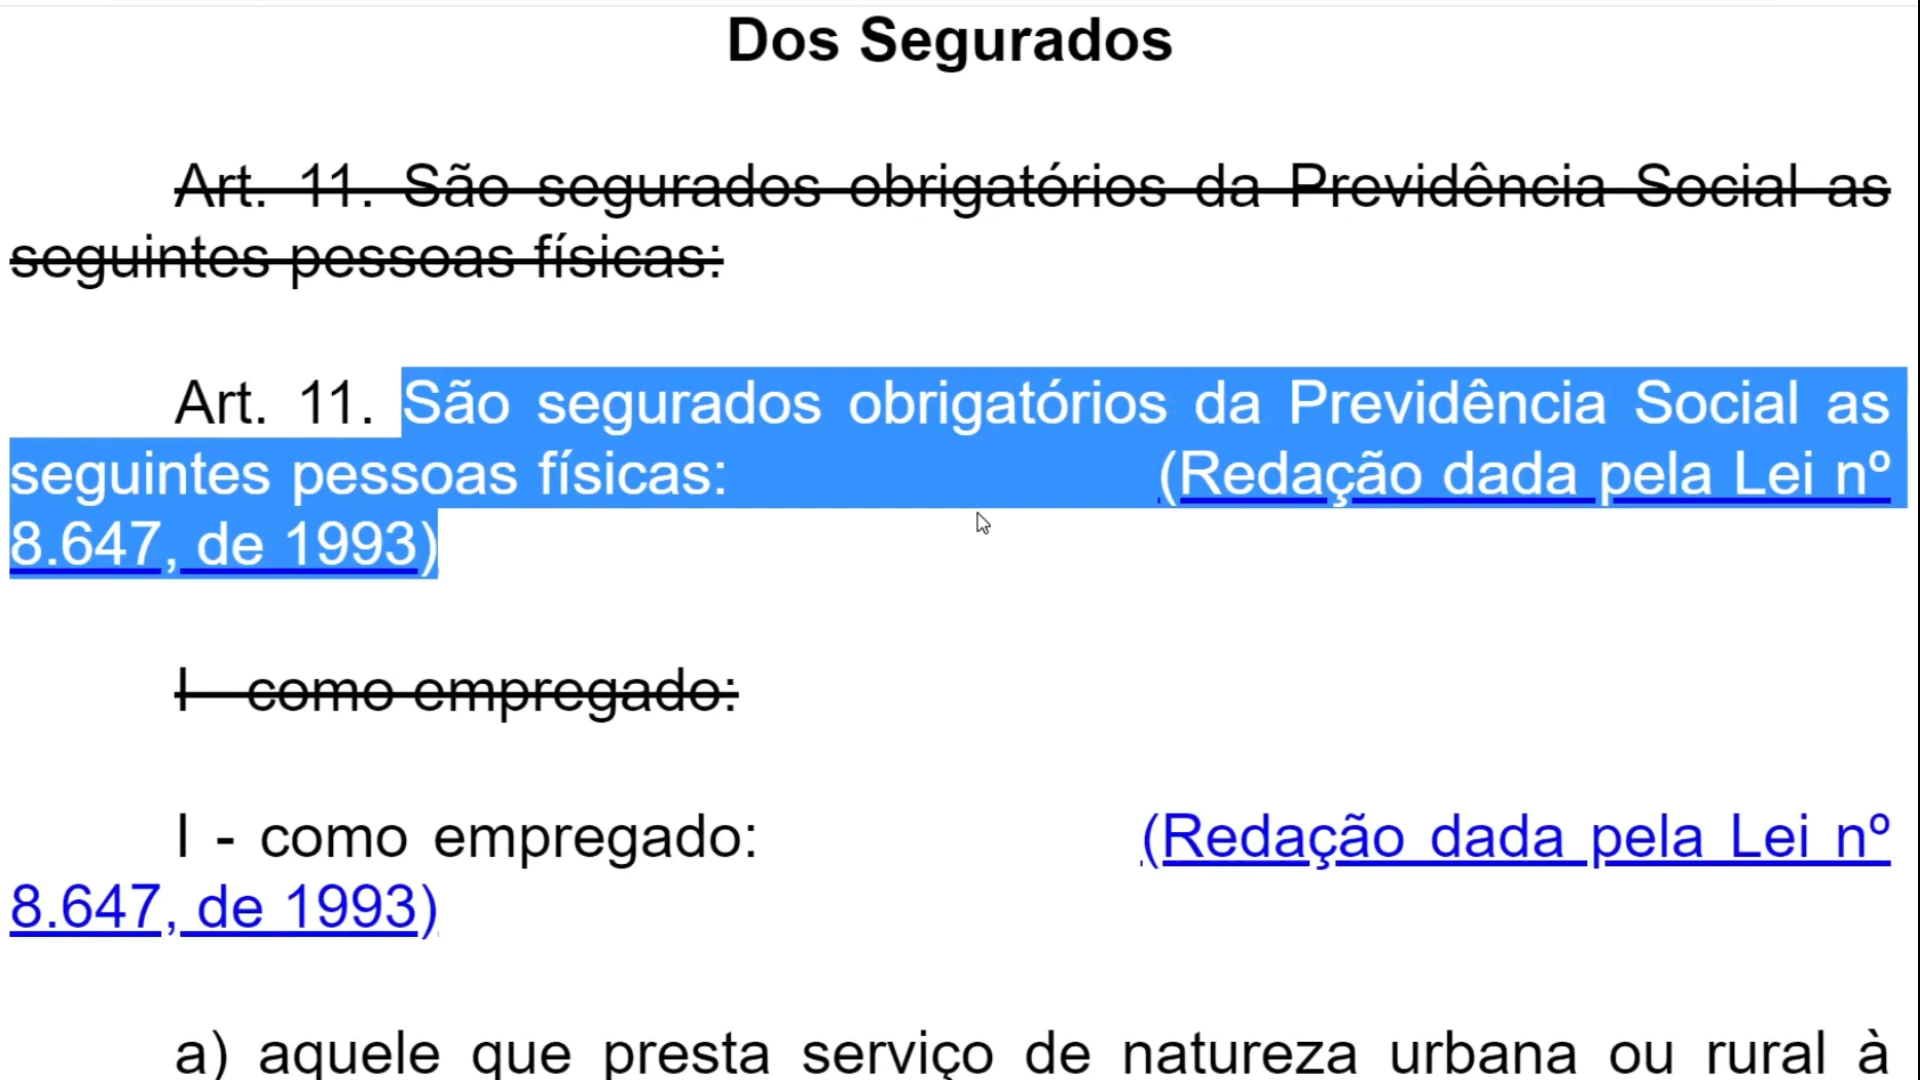 Dos Segurados
Art. 11. São segurados obrigatórios da Previdência Social as
seguintes pessoas físicas:
Art. 11. São segurados obrigatórios da Previdência Social as
seguintes pessoas físicas: (Redação dada pela Lei nº
8.647, de 1993)
I - como empregado:
I - como empregado: (Redação dada pela Lei nº
8.647, de 1993)
a) aquele que presta serviço de natureza urbana ou rural à